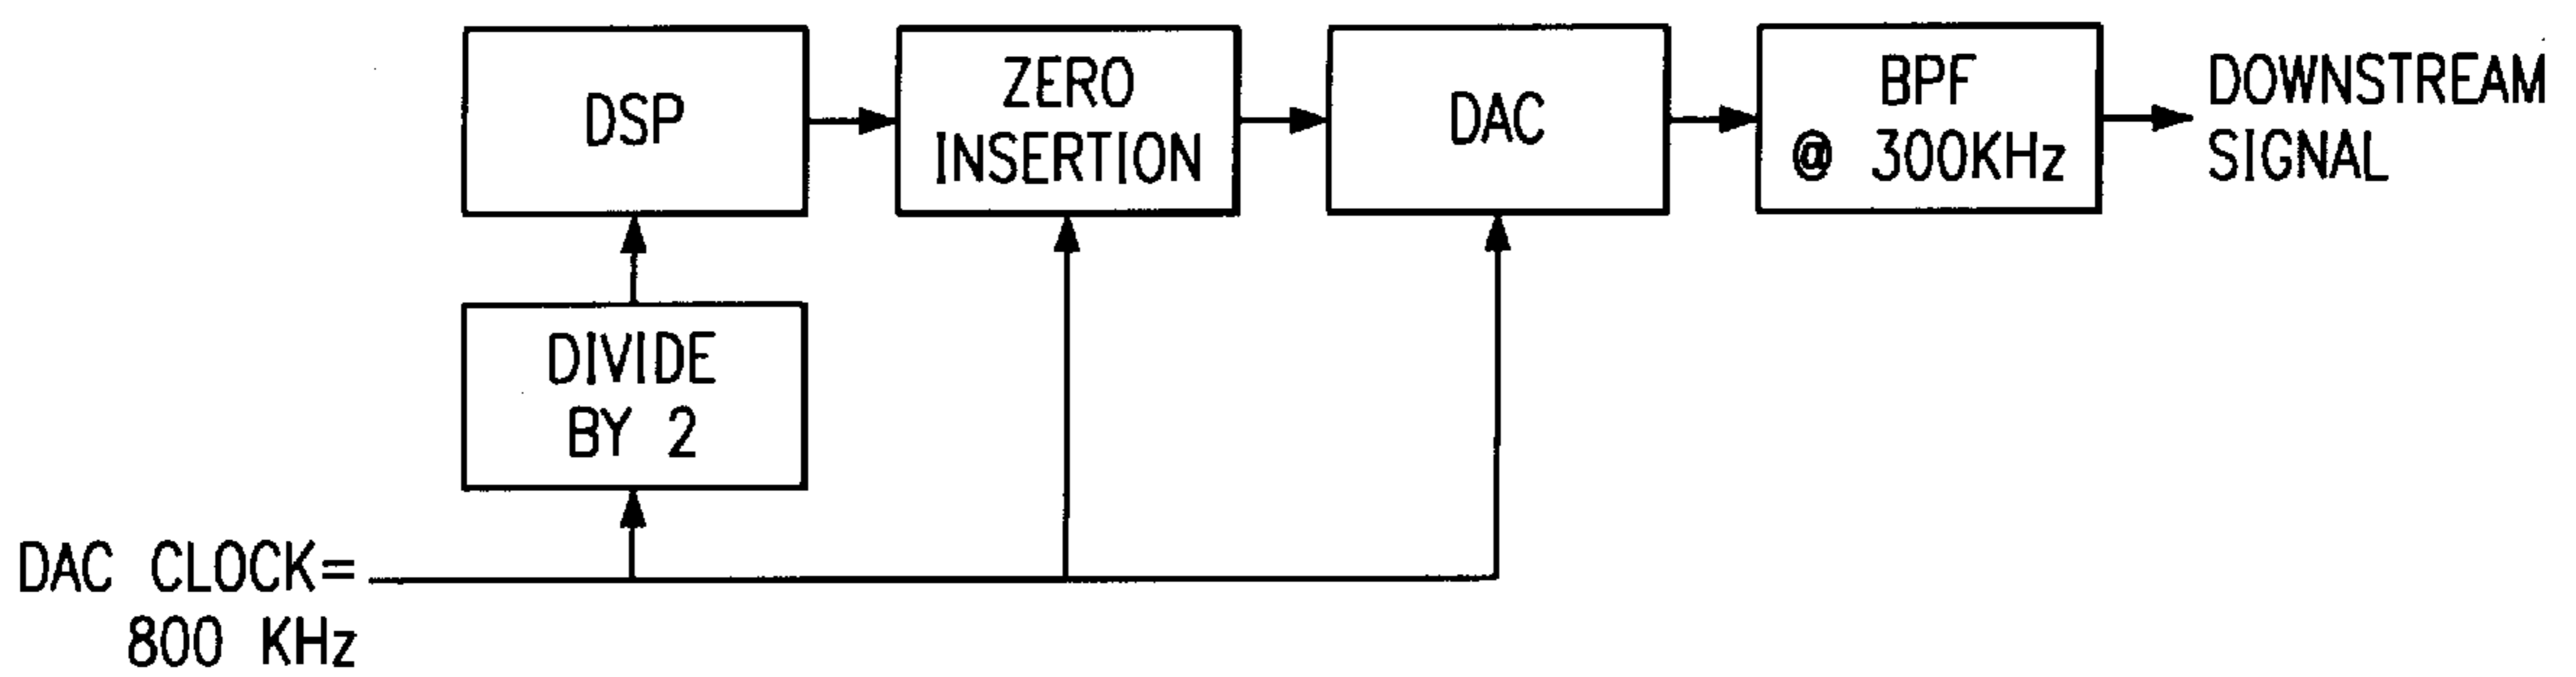 DSP
ZERO
INSERTION
DAC
BPF
@ 300KHz
DOWNSTREAM
SIGNAL
DIVIDE
BY 2
DAC CLOCK=
800 KHz